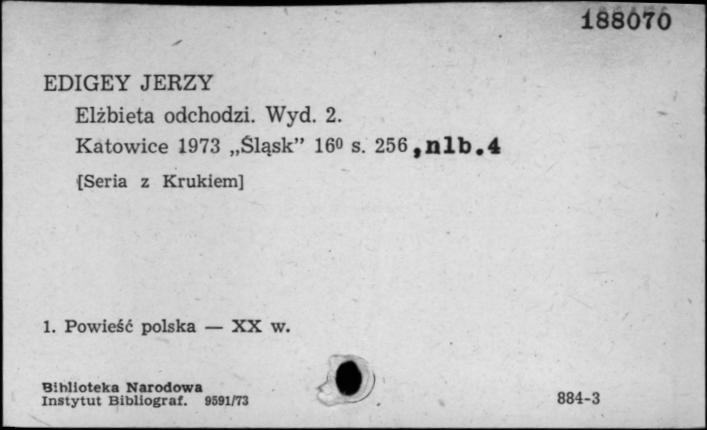 188070
EDIGEY JERZY
Elżbieta odchodzi. Wyd. 2.
Katowice 1973 „Śląsk” 16⁰ s. 256,nlb.4
[Seria z Krukiem]
1. Powieść polska — XX w.
Biblioteka Narodowa
Instytut Bibliograf. 9591/73
884-3